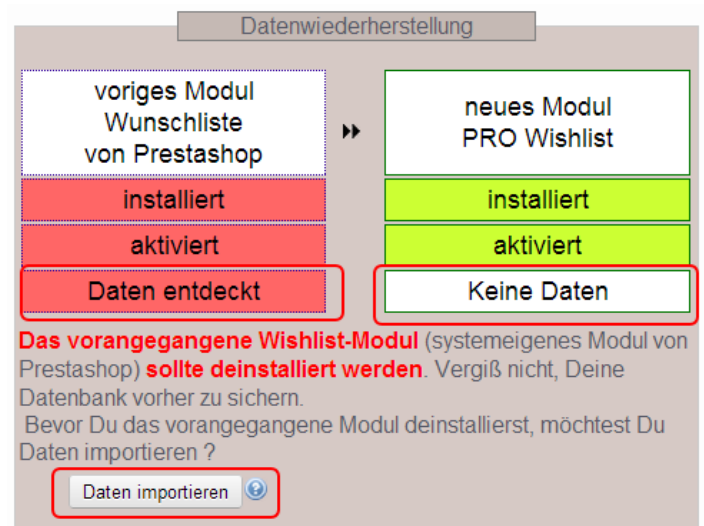 Datenwiederherstellung
voriges Modul
Wunschliste
von Prestashop
neues Modul
PRO Wishlist
installiert
installiert
aktiviert
aktiviert
Daten entdeckt
Keine Daten
Das vorangegangene Wishlist-Modul (systemeigenes Modul von
Prestashop) sollte deinstalliert werden. Vergiß nicht, Deine
Datenbank vorher zu sichern.
Bevor Du das vorangegangene Modul deinstallierst, möchtest Du
Daten importieren ?
Daten importieren